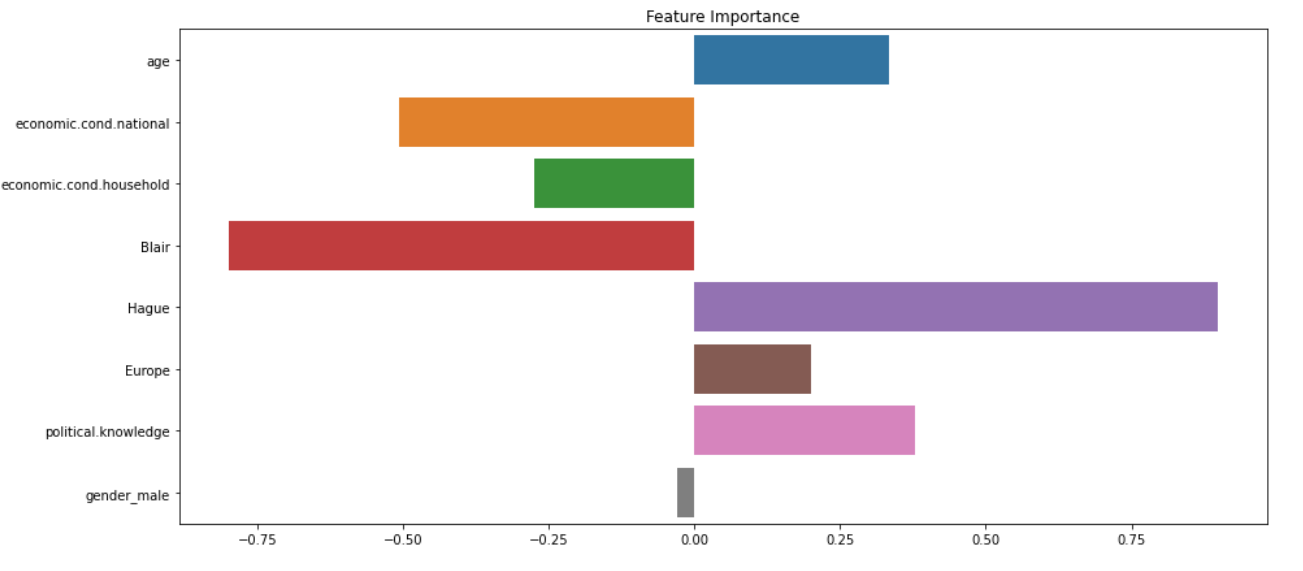 Feature Importance
age
economic.cond.national
economic.cond.household
Blair
Hague
Europe
political.knowledge
gender_male
−0.75 −0.50 −0.25 0.00 0.25 0.50 0.75